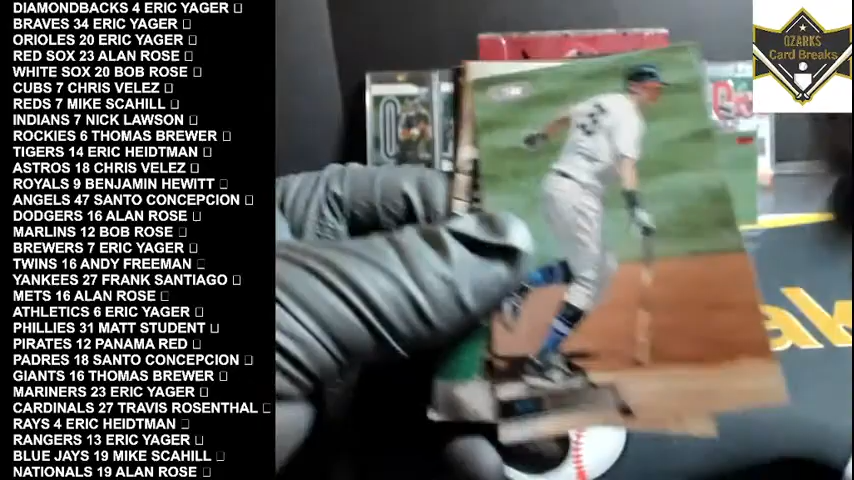 DIAMONDBACKS 4 ERIC YAGER
BRAVES 34 ERIC YAGER
ORIOLES 20 ERIC YAGER
RED SOX 23 ALAN ROSE
WHITE SOX 20 BOB ROSE
CUBS 7 CHRIS VELEZ
REDS 7 MIKE SCAHILL
INDIANS 7 NICK LAWSON
ROCKIES 6 THOMAS BREWER
TIGERS 14 ERIC HEIDTMAN
ASTROS 18 CHRIS VELEZ
ROYALS 9 BENJAMIN HEWITT
ANGELS 47 SANTO CONCEPCION
DODGERS 16 ALAN ROSE
MARLINS 12 BOB ROSE
BREWERS 7 ERIC YAGER
TWINS 16 ANDY FREEMAN
YANKEES 27 FRANK SANTIAGO
METS 16 ALAN ROSE
ATHLETICS 6 ERIC YAGER
PHILLIES 31 MATT STUDENT
PIRATES 12 PANAMA RED
PADRES 18 SANTO CONCEPCION
GIANTS 16 THOMAS BREWER
MARINERS 23 ERIC YAGER
CARDINALS 27 TRAVIS ROSENTHAL
RAYS 4 ERIC HEIDTMAN
RANGERS 13 ERIC YAGER
BLUE JAYS 19 MIKE SCAHILL
NATIONALS 19 ALAN ROSE
OZARKS
Card Breaks
3